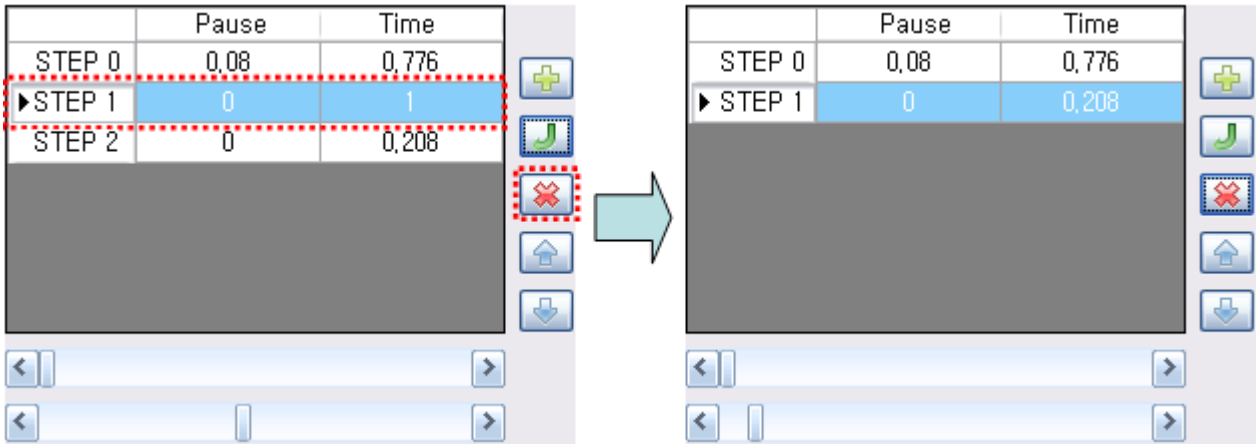 Pause Time
STEP 0 0,08 0,776
STEP 1 0 1
STEP 2 0 0,208
Pause Time
STEP 0 0,08 0,776
STEP 1 0 0,208